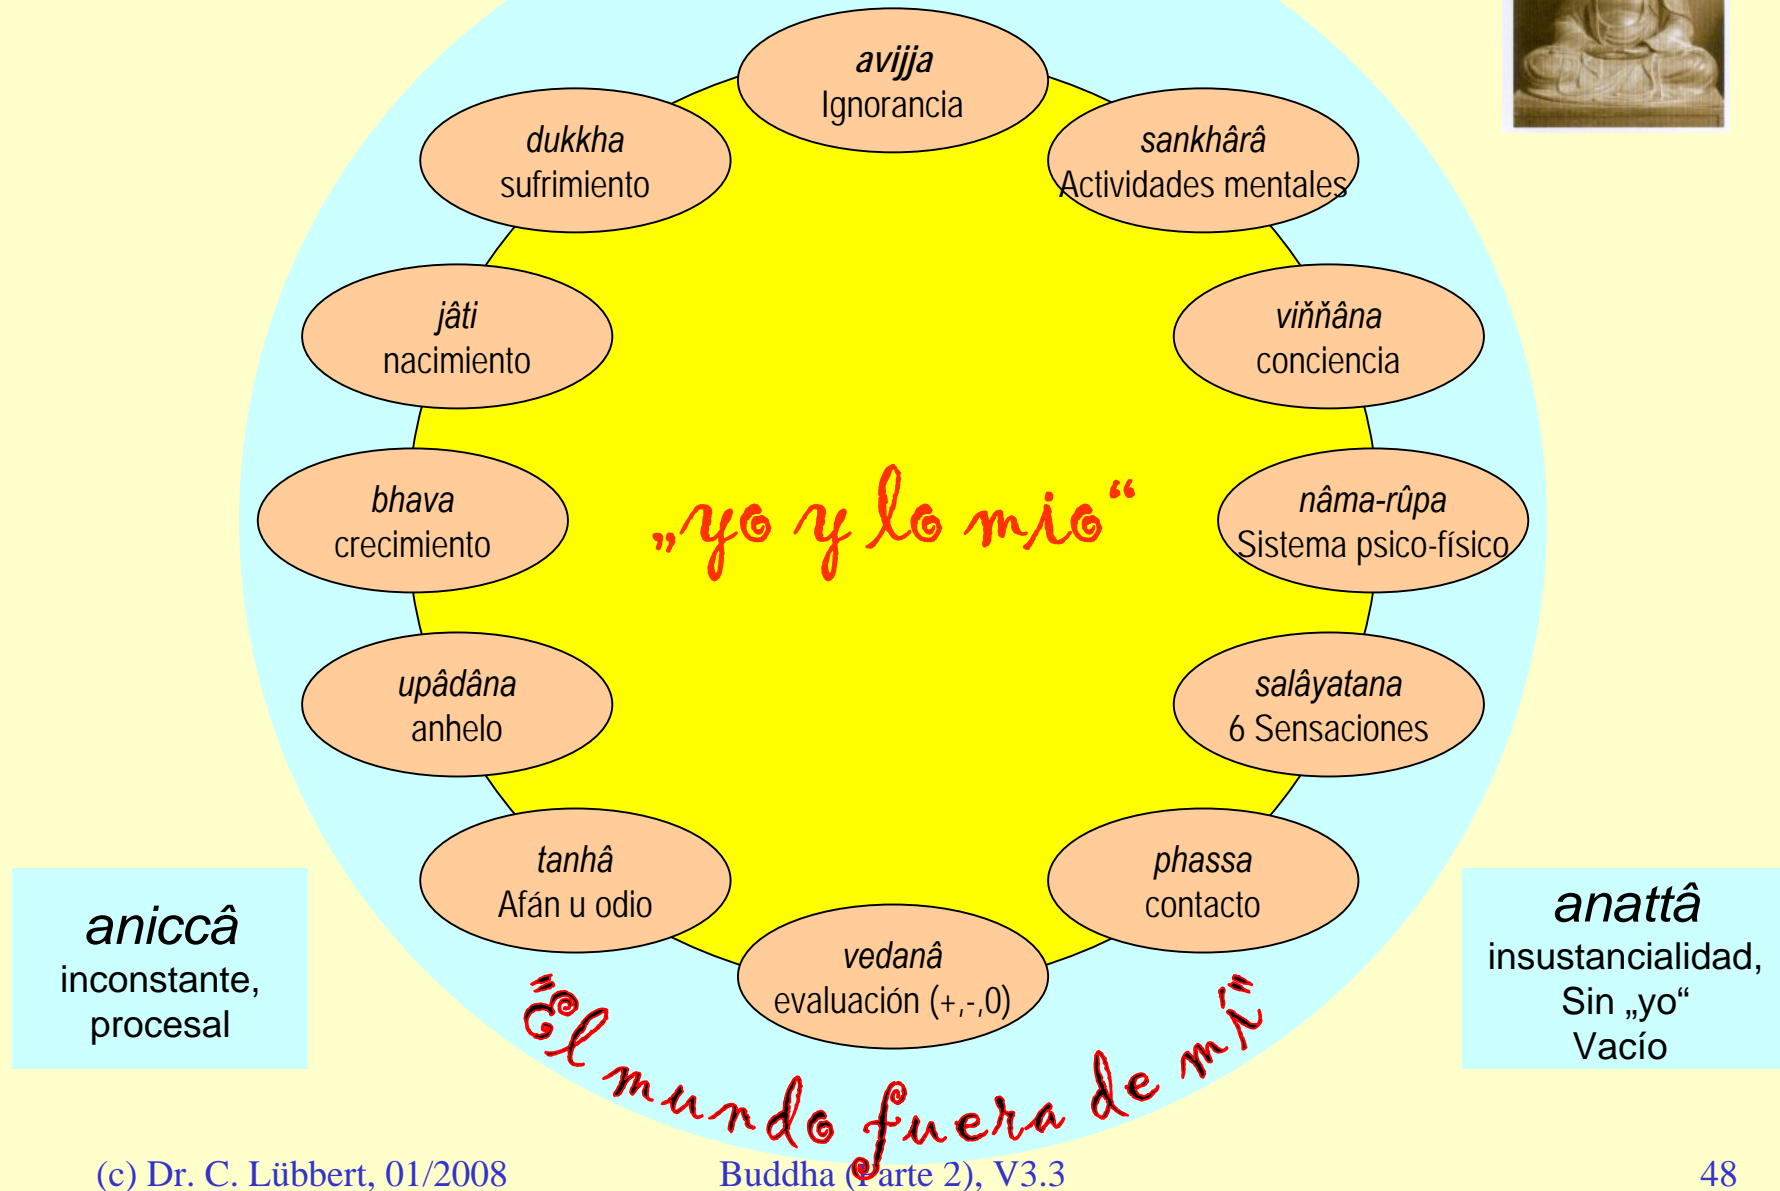 avijja
Ignorancia
sankhârâ
Actividades mentales
viňňâna
conciencia
nâma-rûpa
Sistema psico-físico
salâyatana
6 Sensaciones
phassa
contacto
vedanâ
evaluación (+,-,0)
tanhâ
Afán u odio
upâdâna
anhelo
bhava
crecimiento
jâti
nacimiento
dukkha
sufrimiento
„yo y lo mio“
"El mundo fuera de mí"
aniccâ
inconstante,
procesal
anattâ
insustancialidad,
Sin „yo“
Vacío
(c) Dr. C. Lübbert, 01/2008
Buddha (Parte 2), V3.3
48